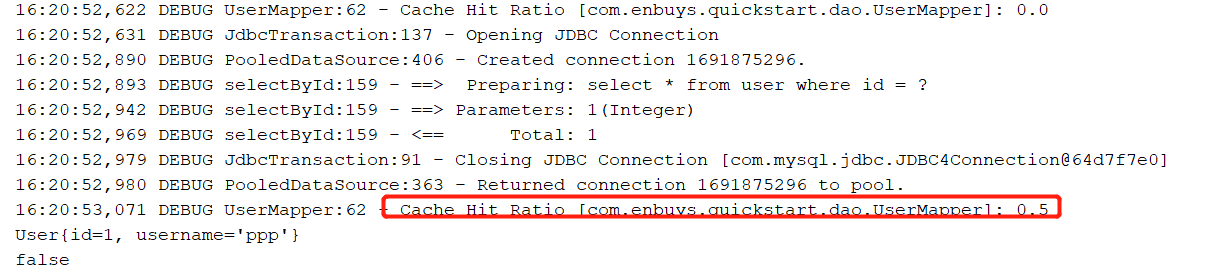 16:20:52,622 DEBUG UserMapper:62 - Cache Hit Ratio [com.enbuys.quickstart.dao.UserMapper]: 0.0
16:20:52,631 DEBUG JdbcTransaction:137 - Opening JDBC Connection
16:20:52,890 DEBUG PooledDataSource:406 - Created connection 1691875296.
16:20:52,893 DEBUG selectById:159 - ==>  Preparing: select * from user where id = ?
16:20:52,942 DEBUG selectById:159 - ==> Parameters: 1(Integer)
16:20:52,969 DEBUG selectById:159 - <==      Total: 1
16:20:52,979 DEBUG JdbcTransaction:91 - Closing JDBC Connection [com.mysql.jdbc.JDBC4Connection@64d7f7e0]
16:20:52,980 DEBUG PooledDataSource:363 - Returned connection 1691875296 to pool.
16:20:53,071 DEBUG UserMapper:62 - Cache Hit Ratio [com.enbuys.quickstart.dao.UserMapper]: 0.5
User{id=1, username='ppp'}
false